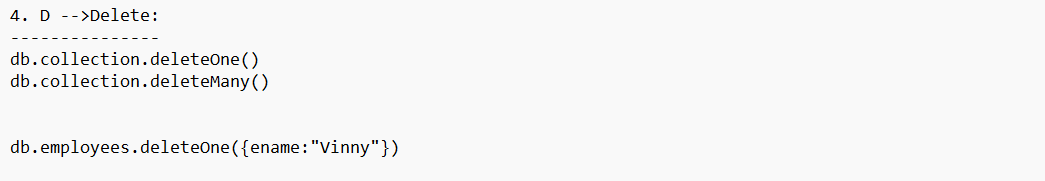 4. D -->Delete:
---------------
db.collection.deleteOne()
db.collection.deleteMany()
db.employees.deleteOne({ename:"Vinny"})